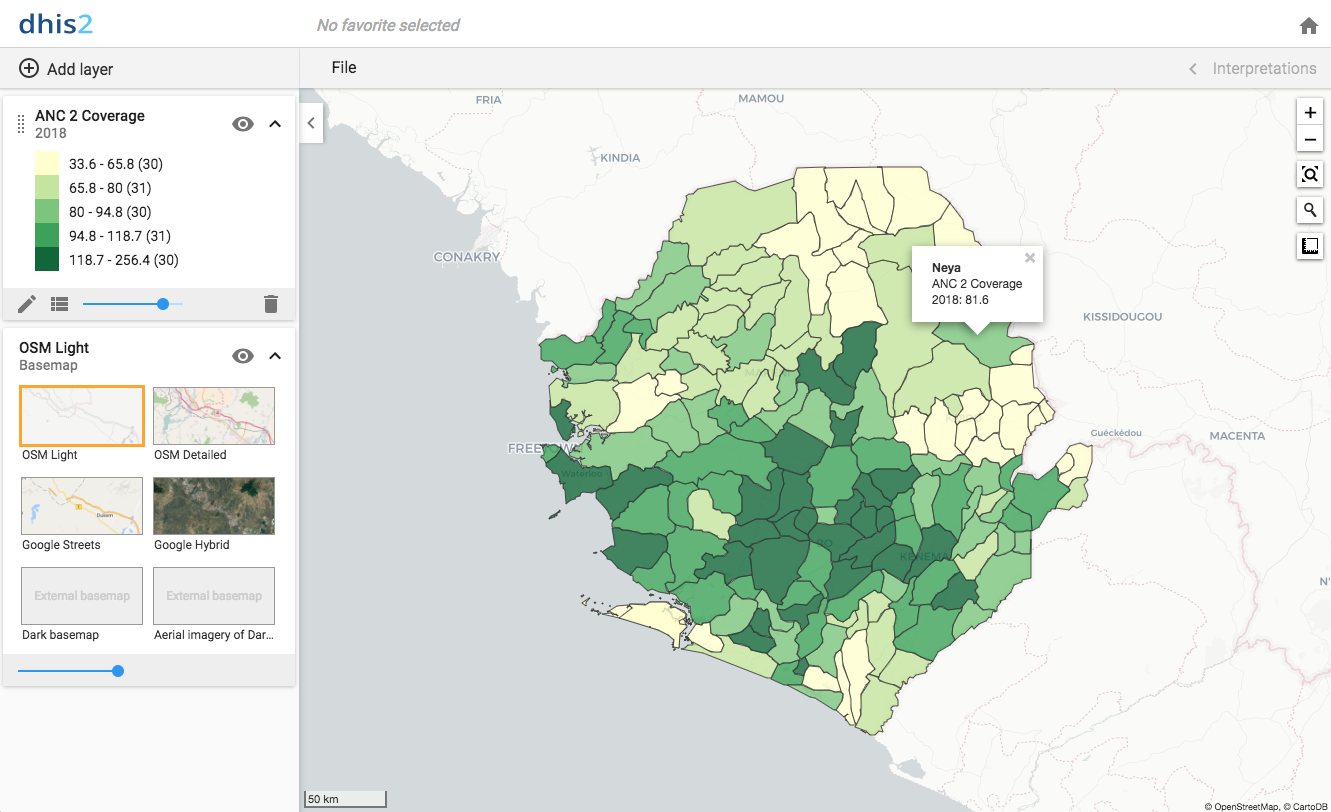 dhis2
No favorite selected
Add layer
File
Interpretations
ANC 2 Coverage
2018
33.6 - 65.8 (30)
65.8 - 80 (31)
80 - 94.8 (30)
94.8 - 118.7 (31)
118.7 - 256.4 (30)
OSM Light
Basemap
OSM Light
OSM Detailed
Google Streets
Google Hybrid
External basemap
External basemap
Dark basemap
Aerial imagery of Dar...
FRIA
MAMOU
KINDIA
CONAKRY
Neya
ANC 2 Coverage
2018: 81.6
KISSIDOUGOU
Guéckédou
MACENTA
FREETOWN
Waterloo
BO
KENEMA
50 km
© OpenStreetMap, © CartoDB